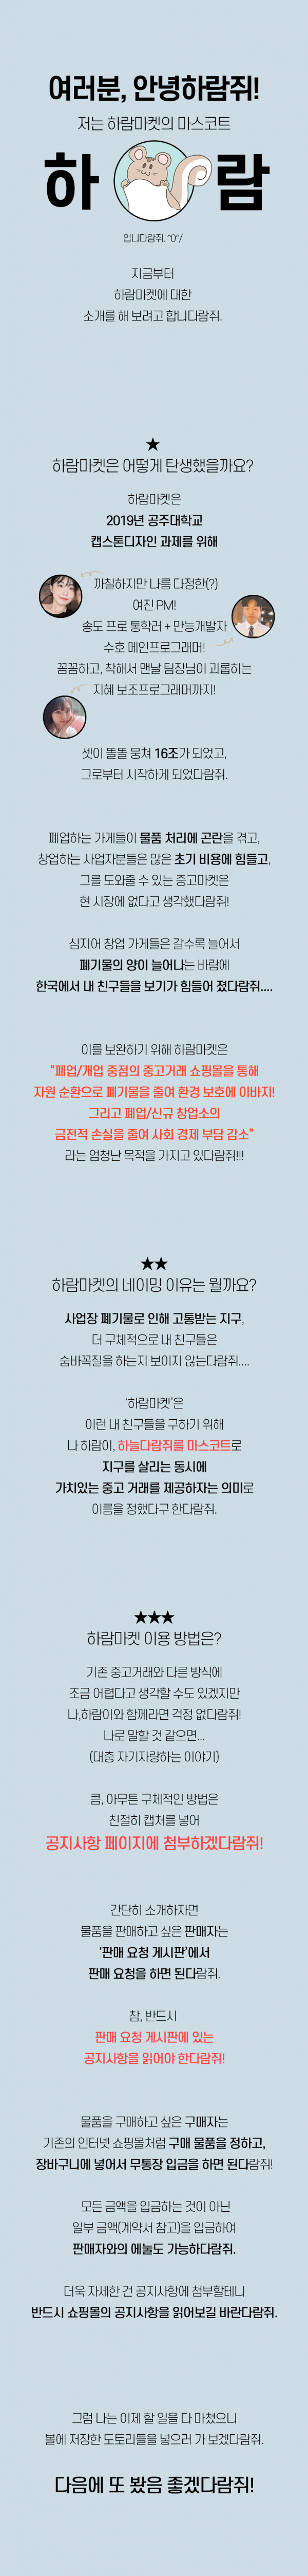 여러분, 안녕하람쥐!
저는 하람마켓의 마스코트
하 람
입니다람쥐. ^0^/
지금부터
하람마켓에 대한
소개를 해 보려고 합니다람쥐.
★
하람마켓은 어떻게 탄생했을까요?
하람마켓은
2019년 공주대학교
캡스톤디자인 과제를 위해
까칠하지만 나름 다정한(?)
여진 PM!
송도 프로 통학러 + 만능개발자
수호 메인프로그래머!
꼼꼼하고, 착해서 맨날 팀장님이 괴롭히는
지혜 보조프로그래머까지!
셋이 똘똘 뭉쳐 16조가 되었고,
그로부터 시작하게 되었다람쥐.
폐업하는 가게들이 물품 처리에 곤란을 겪고,
창업하는 사업자분들은 많은 초기 비용에 힘들고,
그를 도와줄 수 있는 중고마켓은
현 시장에 없다고 생각했다람쥐!
심지어 창업 가게들은 갈수록 늘어서
폐기물의 양이 늘어나는 바람에
한국에서 내 친구들을 보기가 힘들어 졌다람쥐....
이를 보완하기 위해 하람마켓은
“폐업/개업 중점의 중고거래 쇼핑몰을 통해
자원 순환으로 폐기물을 줄여 환경 보호에 이바지!
그리고 폐업/신규 창업소의
금전적 손실을 줄여 사회 경제 부담 감소”
라는 엄청난 목적을 가지고 있다람쥐!!!
★★
하람마켓의 네이밍 이유는 뭘까요?
사업장 폐기물로 인해 고통받는 지구,
더 구체적으로 내 친구들은
숨바꼭질을 하는지 보이지 않는다람쥐....
‘하람마켓’은
이런 내 친구들을 구하기 위해
나 하람이, 하늘다람쥐를 마스코트로
지구를 살리는 동시에
가치있는 중고 거래를 제공하자는 의미로
이름을 정했다구 한다람쥐.
★★★
하람마켓 이용 방법은?
기존 중고거래와 다른 방식에
조금 어렵다고 생각할 수도 있겠지만
나,하람이와 함께라면 걱정 없다람쥐!
나로 말할 것 같으면...
(대충 자기자랑하는 이야기)
큼, 아무튼 구체적인 방법은
친절히 캡처를 넣어
공지사항 페이지에 첨부하겠다람쥐!
간단히 소개하자면
물품을 판매하고 싶은 판매자는
‘판매 요청 게시판’에서
판매 요청을 하면 된다람쥐.
참, 반드시
판매 요청 게시판에 있는
공지사항을 읽어야 한다람쥐!
물품을 구매하고 싶은 구매자는
기존의 인터넷 쇼핑몰처럼 구매 물품을 정하고,
장바구니에 넣어서 무통장 입금을 하면 된다람쥐!
모든 금액을 입금하는 것이 아닌
일부 금액(계약서 참고)을 입금하여
판매자와의 에눌도 가능하다람쥐.
더욱 자세한 건 공지사항에 첨부할테니
반드시 쇼핑몰의 공지사항을 읽어보길 바란다람쥐.
그럼 나는 이제 할 일을 다 마쳤으니
볼에 저장한 도토리들을 넣으러 가 보겠다람쥐.
다음에 또 봤음 좋겠다람쥐!